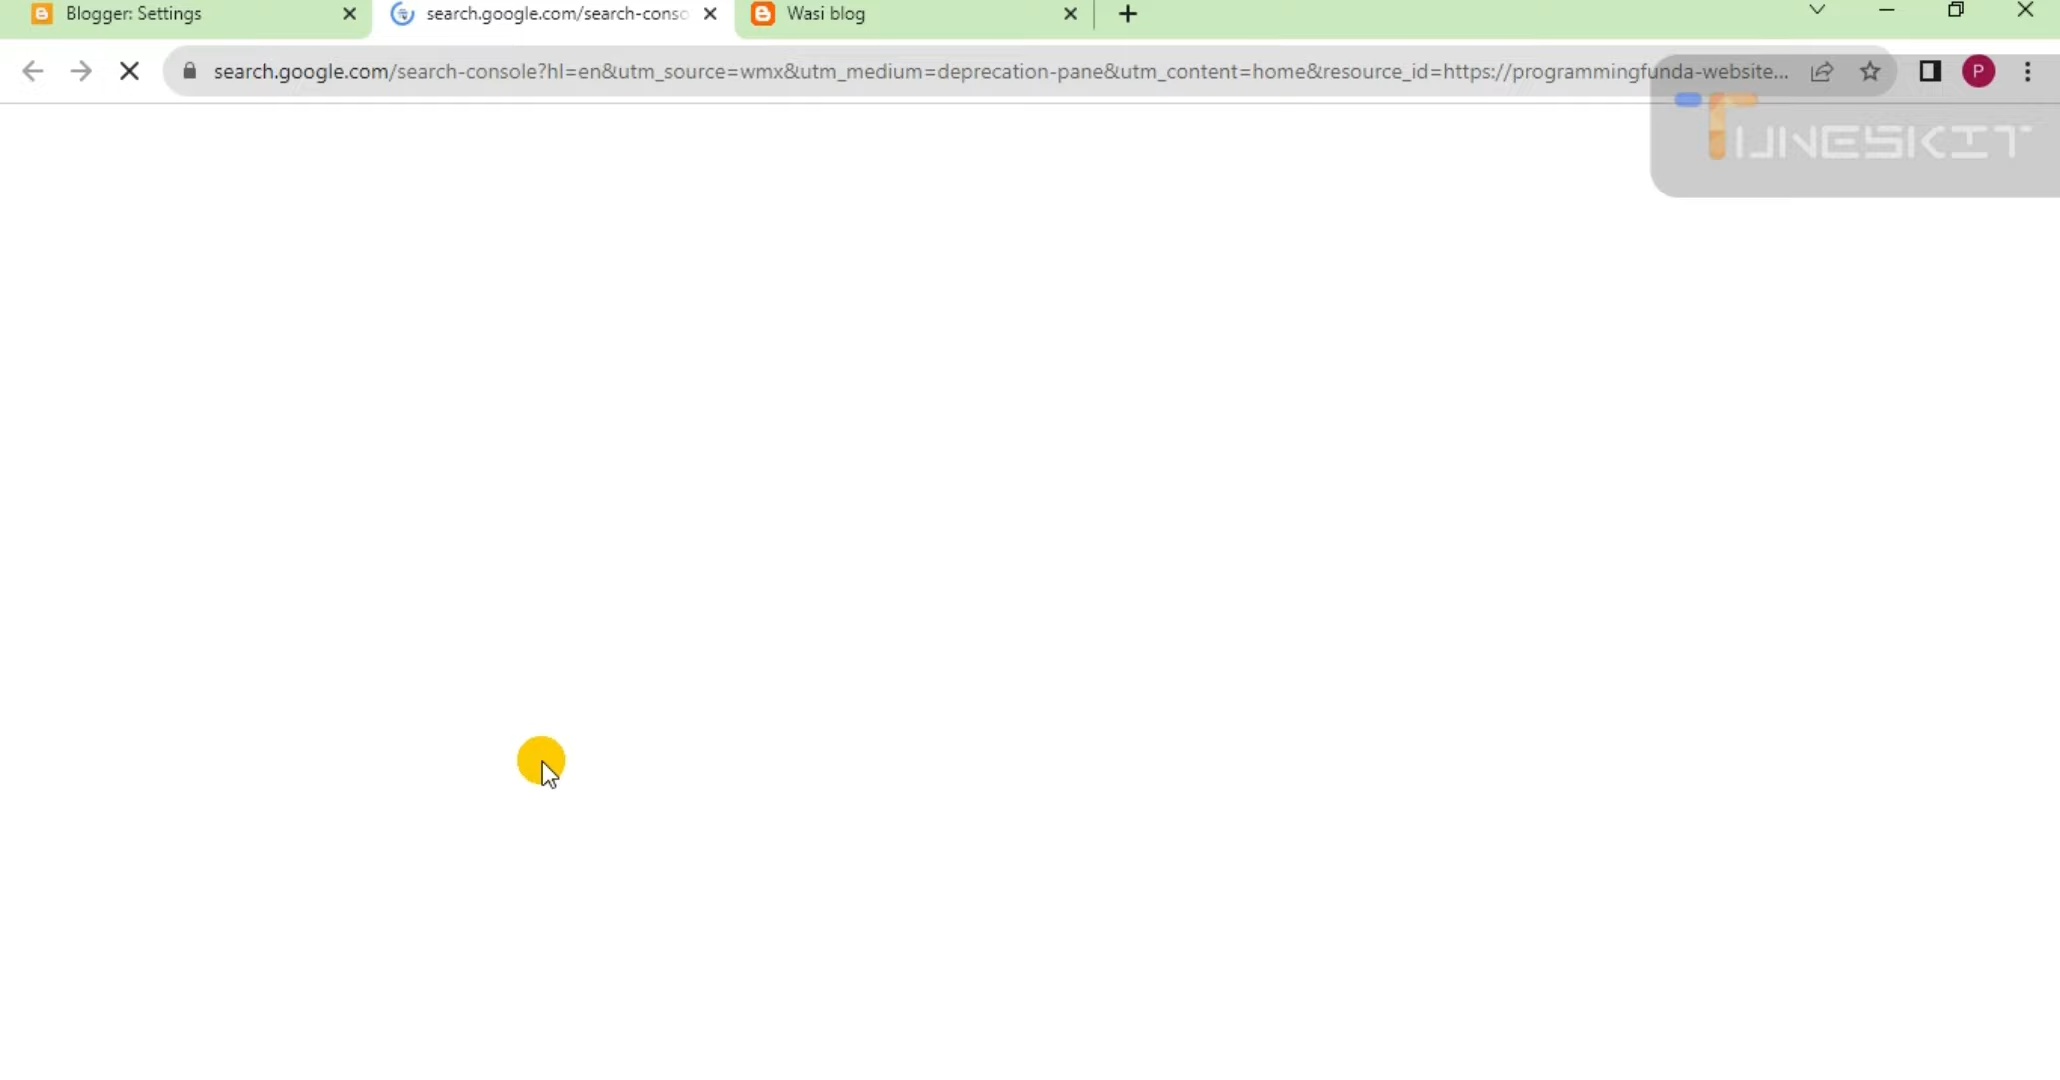 Blogger: Settings
search.google.com/search-conso
Wasi blog
search.google.com/search-console?hl=en&utm_source=wmx&utm_medium=deprecation-pane&utm_content=home&resource_id=https://programmingfunda-website...
P
TUNESKIT